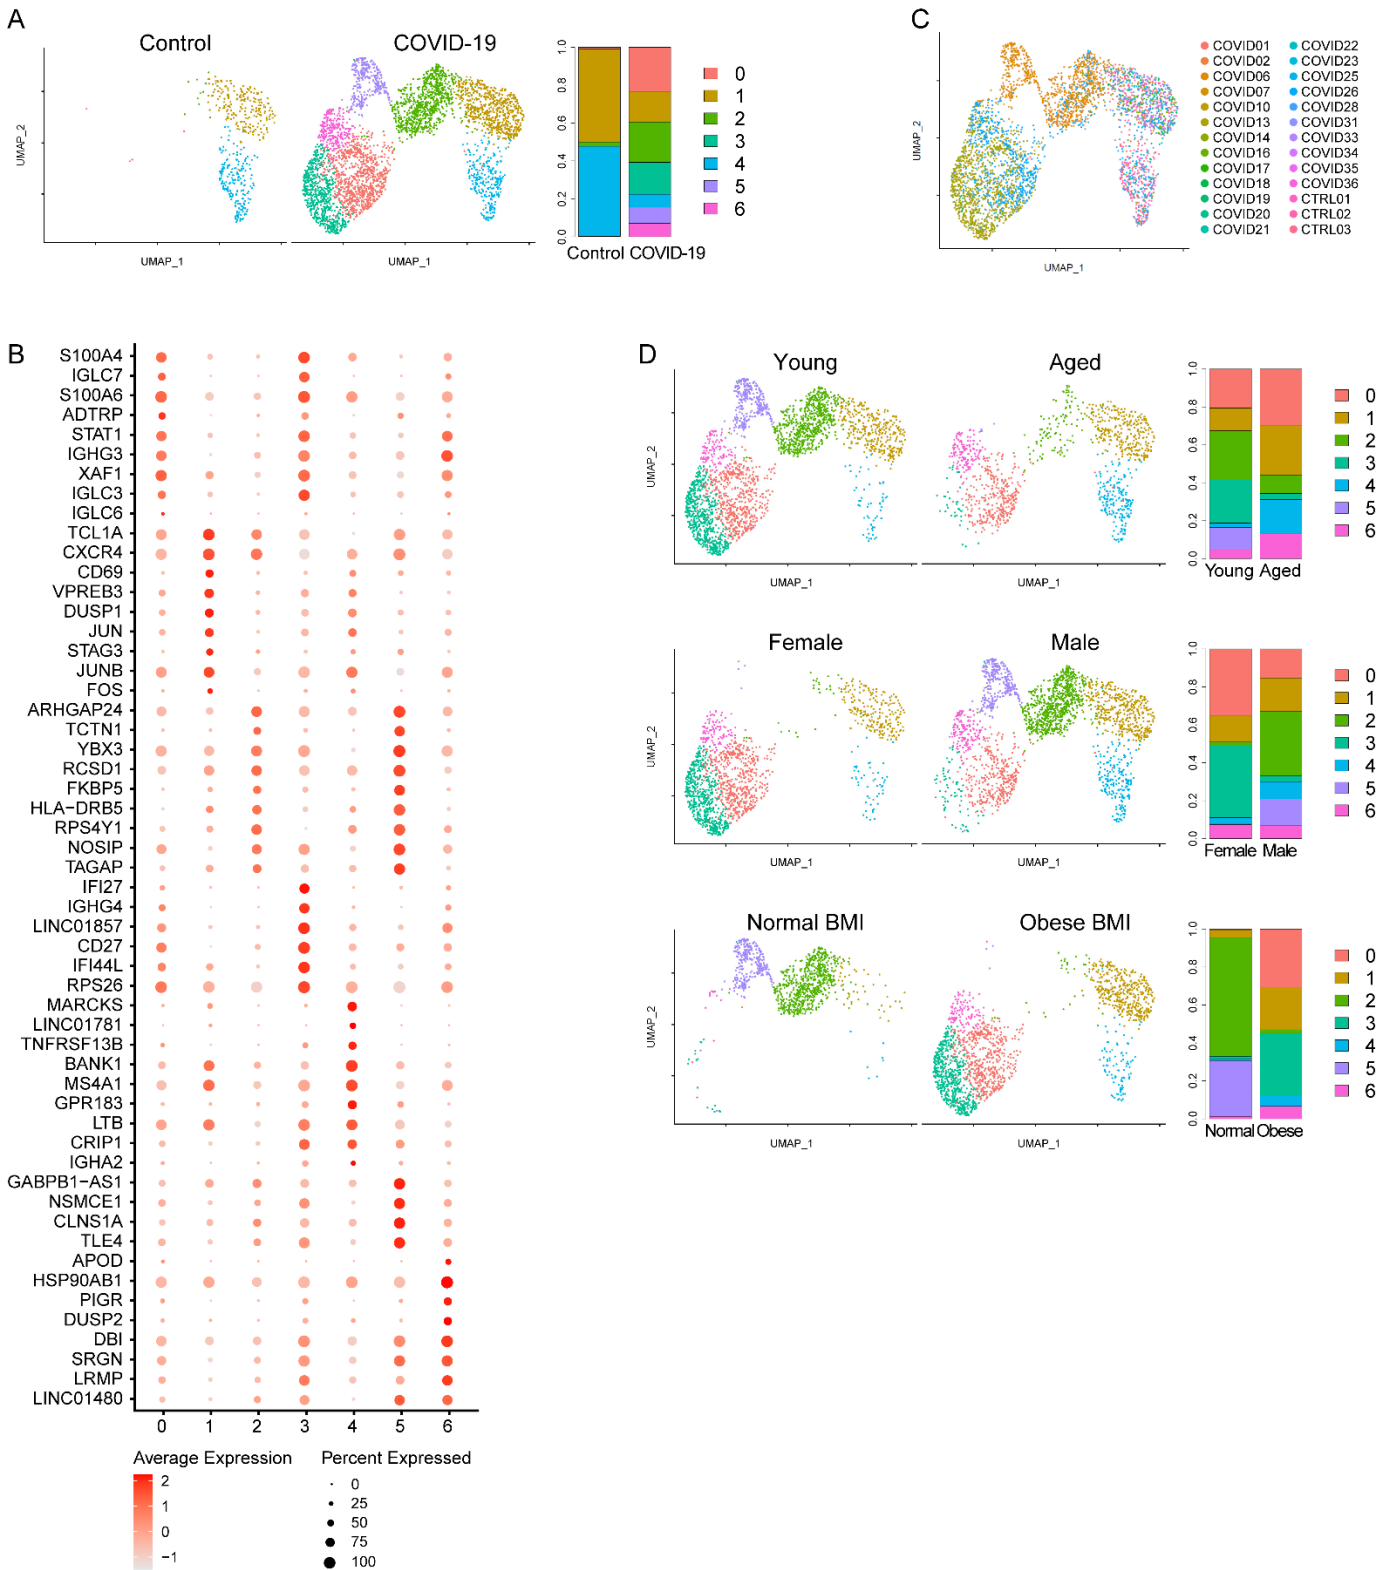 A
Control
COVID-19
UMAP_2
UMAP_1
UMAP_1
1.0
0.8
0.6
0.4
0.2
0.0
Control COVID-19
0
1
2
3
4
5
6
C
UMAP_2
UMAP_1
COVID01
COVID02
COVID06
COVID07
COVID10
COVID13
COVID14
COVID16
COVID17
COVID18
COVID19
COVID20
COVID21
COVID22
COVID23
COVID25
COVID26
COVID28
COVID31
COVID33
COVID34
COVID35
COVID36
CTRL01
CTRL02
CTRL03
B
S100A4
IGLC7
S100A6
ADTRP
STAT1
IGHG3
XAF1
IGLC3
IGLC6
TCL1A
CXCR4
CD69
VPREB3
DUSP1
JUN
STAG3
JUNB
FOS
ARHGAP24
TCTN1
YBX3
RCSD1
FKBP5
HLA−DRB5
RPS4Y1
NOSIP
TAGAP
IFI27
IGHG4
LINC01857
CD27
IFI44L
RPS26
MARCKS
LINC01781
TNFRSF13B
BANK1
MS4A1
GPR183
LTB
CRIP1
IGHA2
GABPB1−AS1
NSMCE1
CLNS1A
TLE4
APOD
HSP90AB1
PIGR
DUSP2
DBI
SRGN
LRMP
LINC01480
0 1 2 3 4 5 6
Average Expression
2
1
0
−1
Percent Expressed
0
25
50
75
100
D
Young
Aged
UMAP_2
UMAP_1
UMAP_1
1.0
0.8
0.6
0.4
0.2
0.0
Young Aged
0
1
2
3
4
5
6
Female
Male
UMAP_2
UMAP_1
UMAP_1
1.0
0.8
0.6
0.4
0.2
0.0
Female Male
0
1
2
3
4
5
6
Normal BMI
Obese BMI
UMAP_2
UMAP_1
UMAP_1
1.0
0.8
0.6
0.4
0.2
0.0
Normal Obese
0
1
2
3
4
5
6